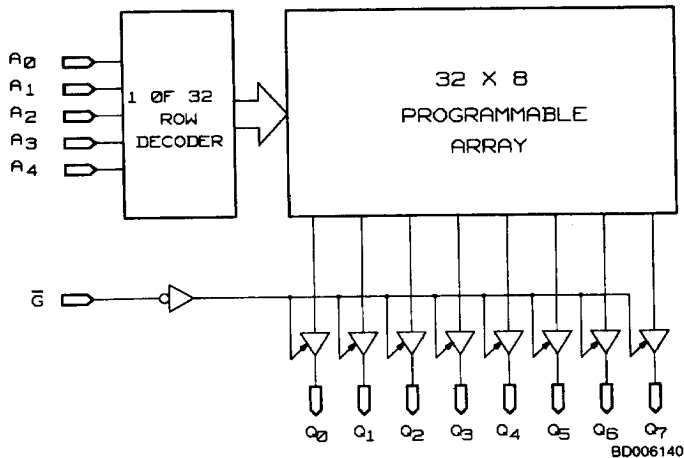 A0
A1
A2
A3
A4
1 0F 32
ROW
DECODER
32 X 8
PROGRAMMABLE
ARRAY
G̅
Q0 Q1 Q2 Q3 Q4 Q5 Q6 Q7
BD006140